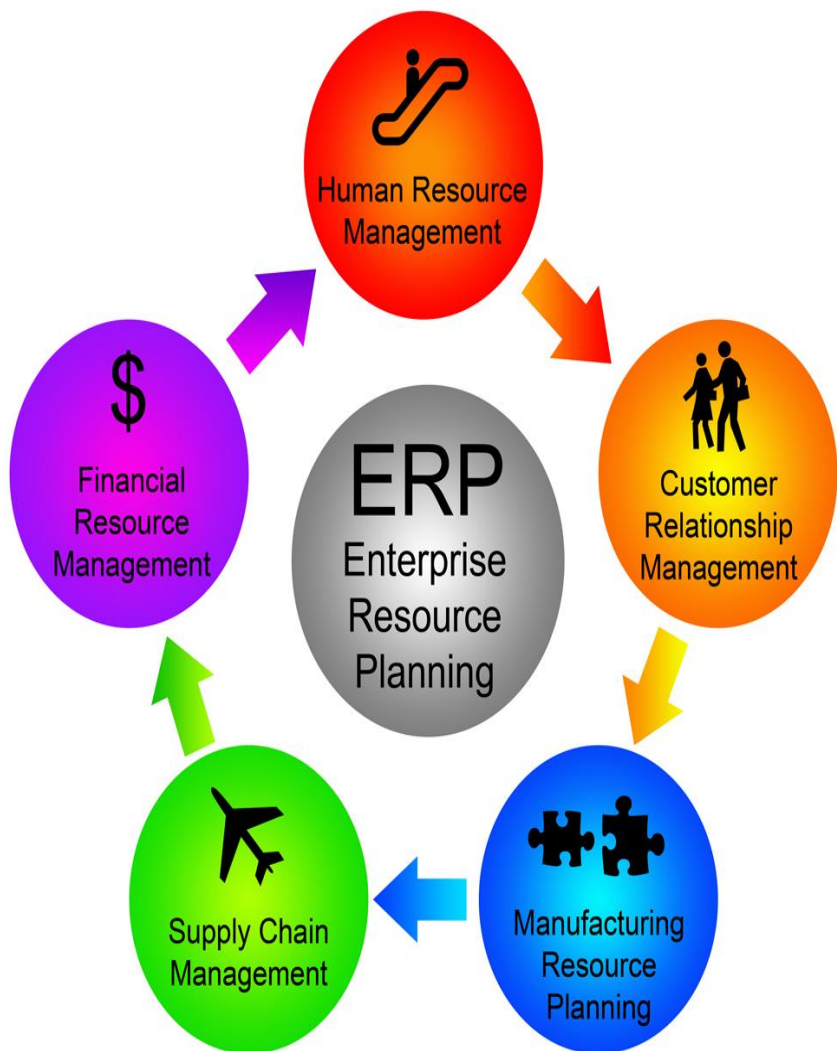 Human Resource
Management
$
Financial
Resource
Management
ERP
Enterprise
Resource
Planning
Customer
Relationship
Management
Supply Chain
Management
Manufacturing
Resource
Planning